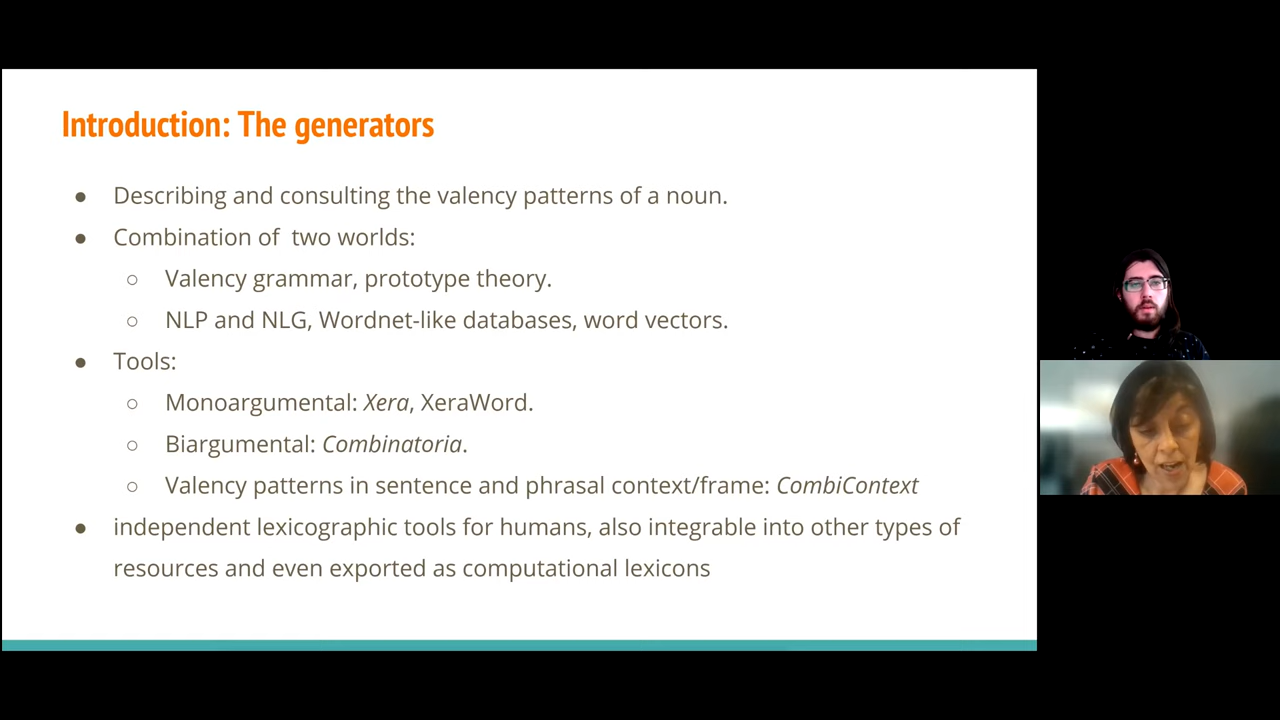 Introduction: The generators
● Describing and consulting the valency patterns of a noun.
● Combination of  two worlds:
○ Valency grammar, prototype theory.
○ NLP and NLG, Wordnet-like databases, word vectors.
● Tools:
○ Monoargumental: Xera, XeraWord.
○ Biargumental: Combinatoria.
○ Valency patterns in sentence and phrasal context/frame: CombiContext
● independent lexicographic tools for humans, also integrable into other types of
resources and even exported as computational lexicons